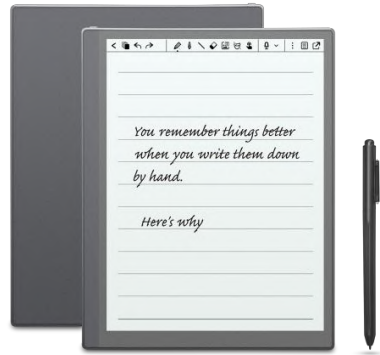 You remember things better
when you write them down
by hand.
Here's why